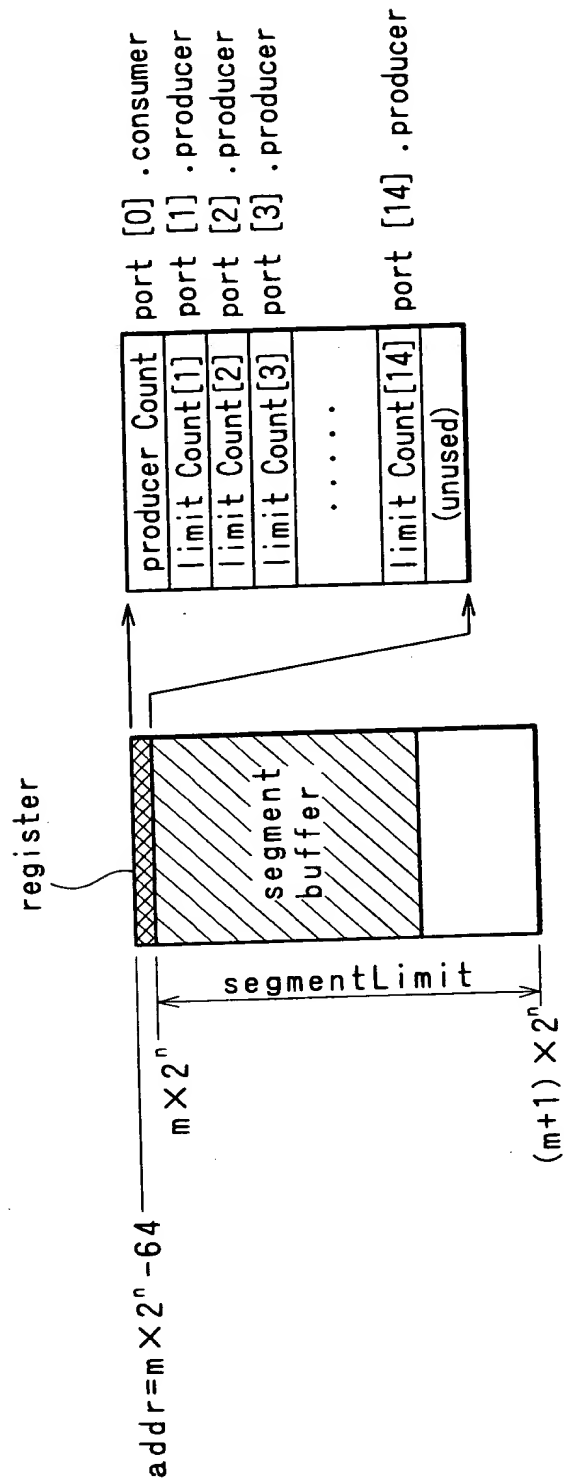 register
addr=m×2ⁿ-64
m×2ⁿ
segmentLimit
(m+1)×2ⁿ
segment
buffer
producer Count port [0] .consumer
limit Count[1] port [1] .producer
limit Count[2] port [2] .producer
limit Count[3] port [3] .producer
. . . . . .
limit Count[14] port [14] .producer
(unused)